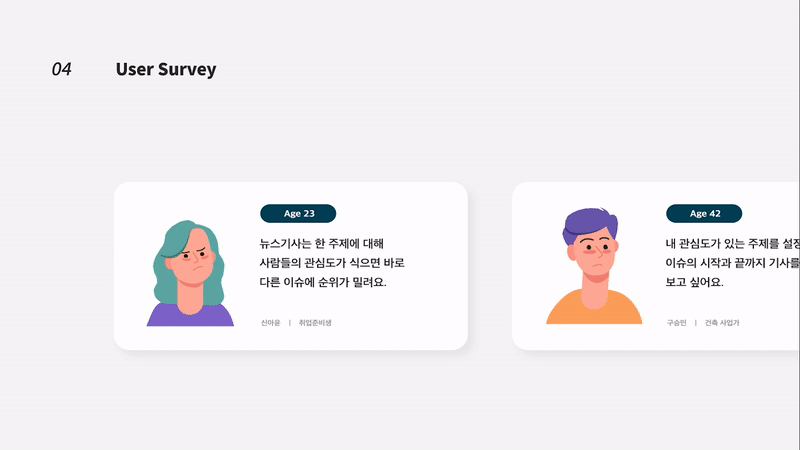 04 User Survey
Age 23
뉴스기사는 한 주제에 대해
사람들의 관심도가 식으면 바로
다른 이슈에 순위가 밀려요.
신아윤 | 취업준비생
Age 42
내 관심도가 있는 주제를 설정
이슈의 시작과 끝까지 기사를
보고 싶어요.
구승민 | 건축 사업가